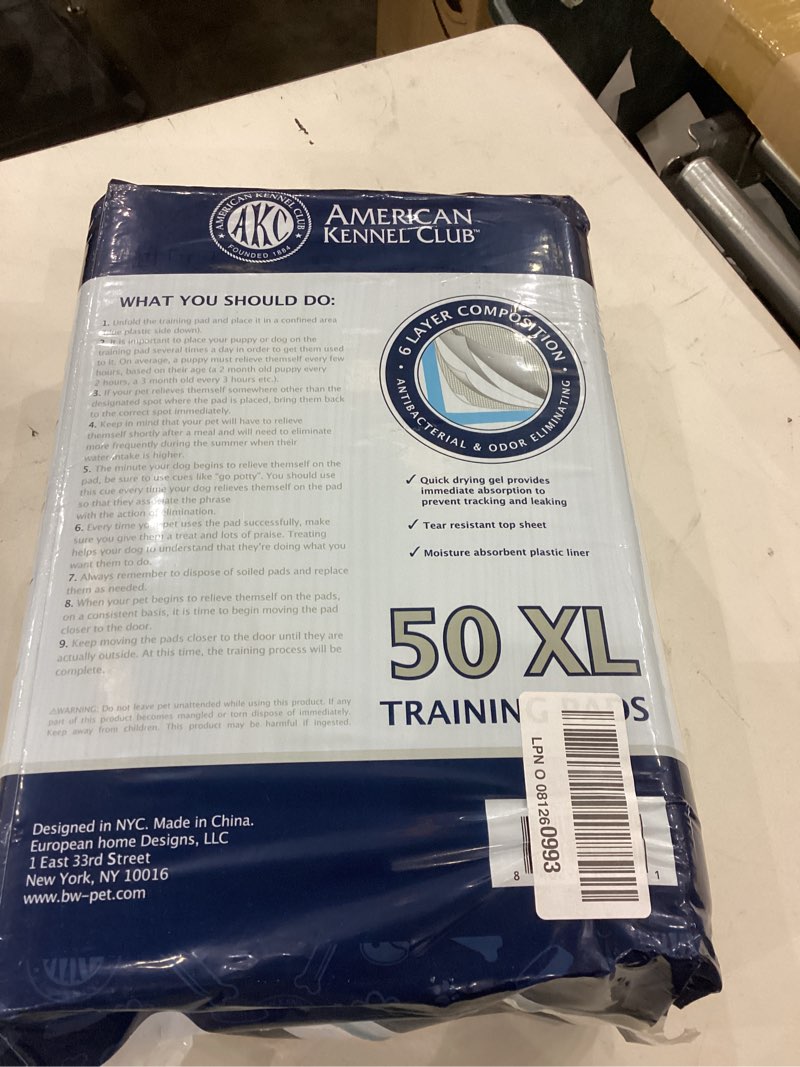 AMERICAN KENNEL CLUB
AKC
FOUNDED 1884
AMERICAN
KENNEL CLUB™
WHAT YOU SHOULD DO:
1. Unfold the training pad and place it in a confined area
plastic side down).
2. It is important to place your puppy or dog on the
training pad several times a day in order to get them used
to it. On average, a puppy must relieve themself every few
hours, based on their age (a 2 month old puppy every
2 hours, a 3 month old every 3 hours etc.).
3. If your pet relieves themself somewhere other than the
designated spot where the pad is placed, bring them back
to the correct spot immediately.
4. Keep in mind that your pet will have to relieve
themself shortly after a meal and will need to eliminate
more frequently during the summer when their
water intake is higher.
5. The minute your dog begins to relieve themself on the
pad, be sure to use cues like "go potty". You should use
this cue every time your dog relieves themself on the pad
so that they associate the phrase
with the action of elimination.
6. Every time your pet uses the pad successfully, make
sure you give them a treat and lots of praise. Treating
helps your dog to understand that they're doing what you
want them to do.
7. Always remember to dispose of soiled pads and replace
them as needed.
8. When your pet begins to relieve themself on the pads,
on a consistent basis, it is time to begin moving the pad
closer to the door.
9. Keep moving the pads closer to the door until they are
actually outside. At this time, the training process will be
complete.
⚠WARNING: Do not leave pet unattended while using this product. If any
part of this product becomes mangled or torn dispose of immediately.
Keep away from children. This product may be harmful if ingested.
6 LAYER COMPOSITION
ANTIBACTERIAL & ODOR ELIMINATING
✓ Quick drying gel provides
immediate absorption to
prevent tracking and leaking
✓ Tear resistant top sheet
✓ Moisture absorbent plastic liner
50 XL
TRAINING PADS
LPN O 081260993
8 1
Designed in NYC. Made in China.
European home Designs, LLC
1 East 33rd Street
New York, NY 10016
www.bw-pet.com